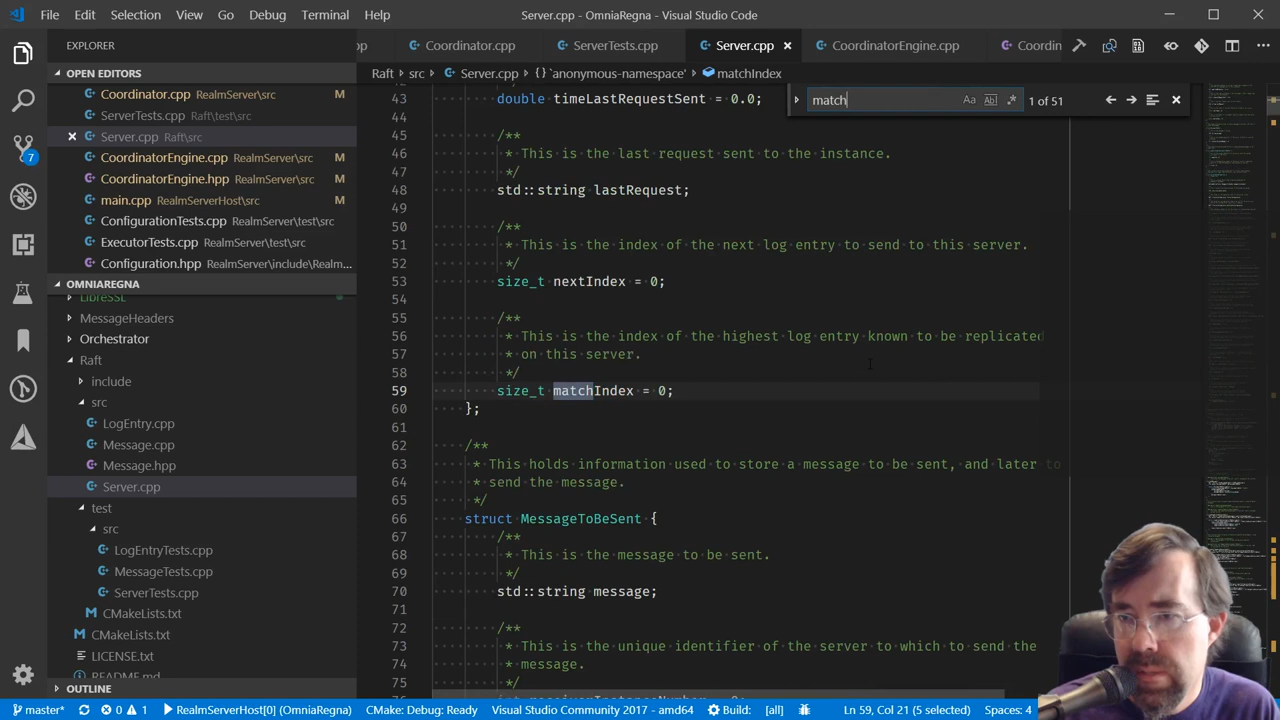 File Edit Selection View Go Debug Terminal Help
Server.cpp - OmniaRegna - Visual Studio Code
EXPLORER
OPEN EDITORS
Coordinator.cpp RealmServer\src
ServerTests.cpp Raft\test\src
Server.cpp Raft\src
CoordinatorEngine.cpp RealmServer\src
CoordinatorEngine.hpp RealmServer\src
main.cpp RealmServerHost\src
ConfigurationTests.cpp RealmServer\test\src
ExecutorTests.cpp RealmServer\test\src
Configuration.hpp RealmServer\include\Realm...
OMNIAREGNA
LibreSSL
MessageHeaders
Orchestrator
Raft
include
src
LogEntry.cpp
Message.cpp
Message.hpp
Server.cpp
test
src
LogEntryTests.cpp
MessageTests.cpp
ServerTests.cpp
CMakeLists.txt
CMakeLists.txt
LICENSE.txt
README.md
OUTLINE
7
pp Coordinator.cpp ServerTests.cpp Server.cpp CoordinatorEngine.cpp Coordin
Raft > src > Server.cpp > {} `anonymous-namespace' > matchIndex
match Aa Abl .* 1 of 51
43 double timeLastRequestSent = 0.0;
44
45 /**
46 * This is the last request sent to the instance.
47 */
48 std::string lastRequest;
49
50 /**
51 * This is the index of the next log entry to send to this server.
52 */
53 size_t nextIndex = 0;
54
55 /**
56 * This is the index of the highest log entry known to be replicated
57 * on this server.
58 */
59 size_t matchIndex = 0;
60 };
61
62 /**
63 * This holds information used to store a message to be sent, and later to
64 * send the message.
65 */
66 struct MessageToBeSent {
67 /**
68 * This is the message to be sent.
69 */
70 std::string message;
71
72 /**
73 * This is the unique identifier of the server to which to send the
74 * message.
75 */
master* 0 1 RealmServerHost[0] (OmniaRegna) CMake: Debug: Ready Visual Studio Community 2017 - amd64 Build: [all] Ln 59, Col 21 (5 selected) Spaces: 4